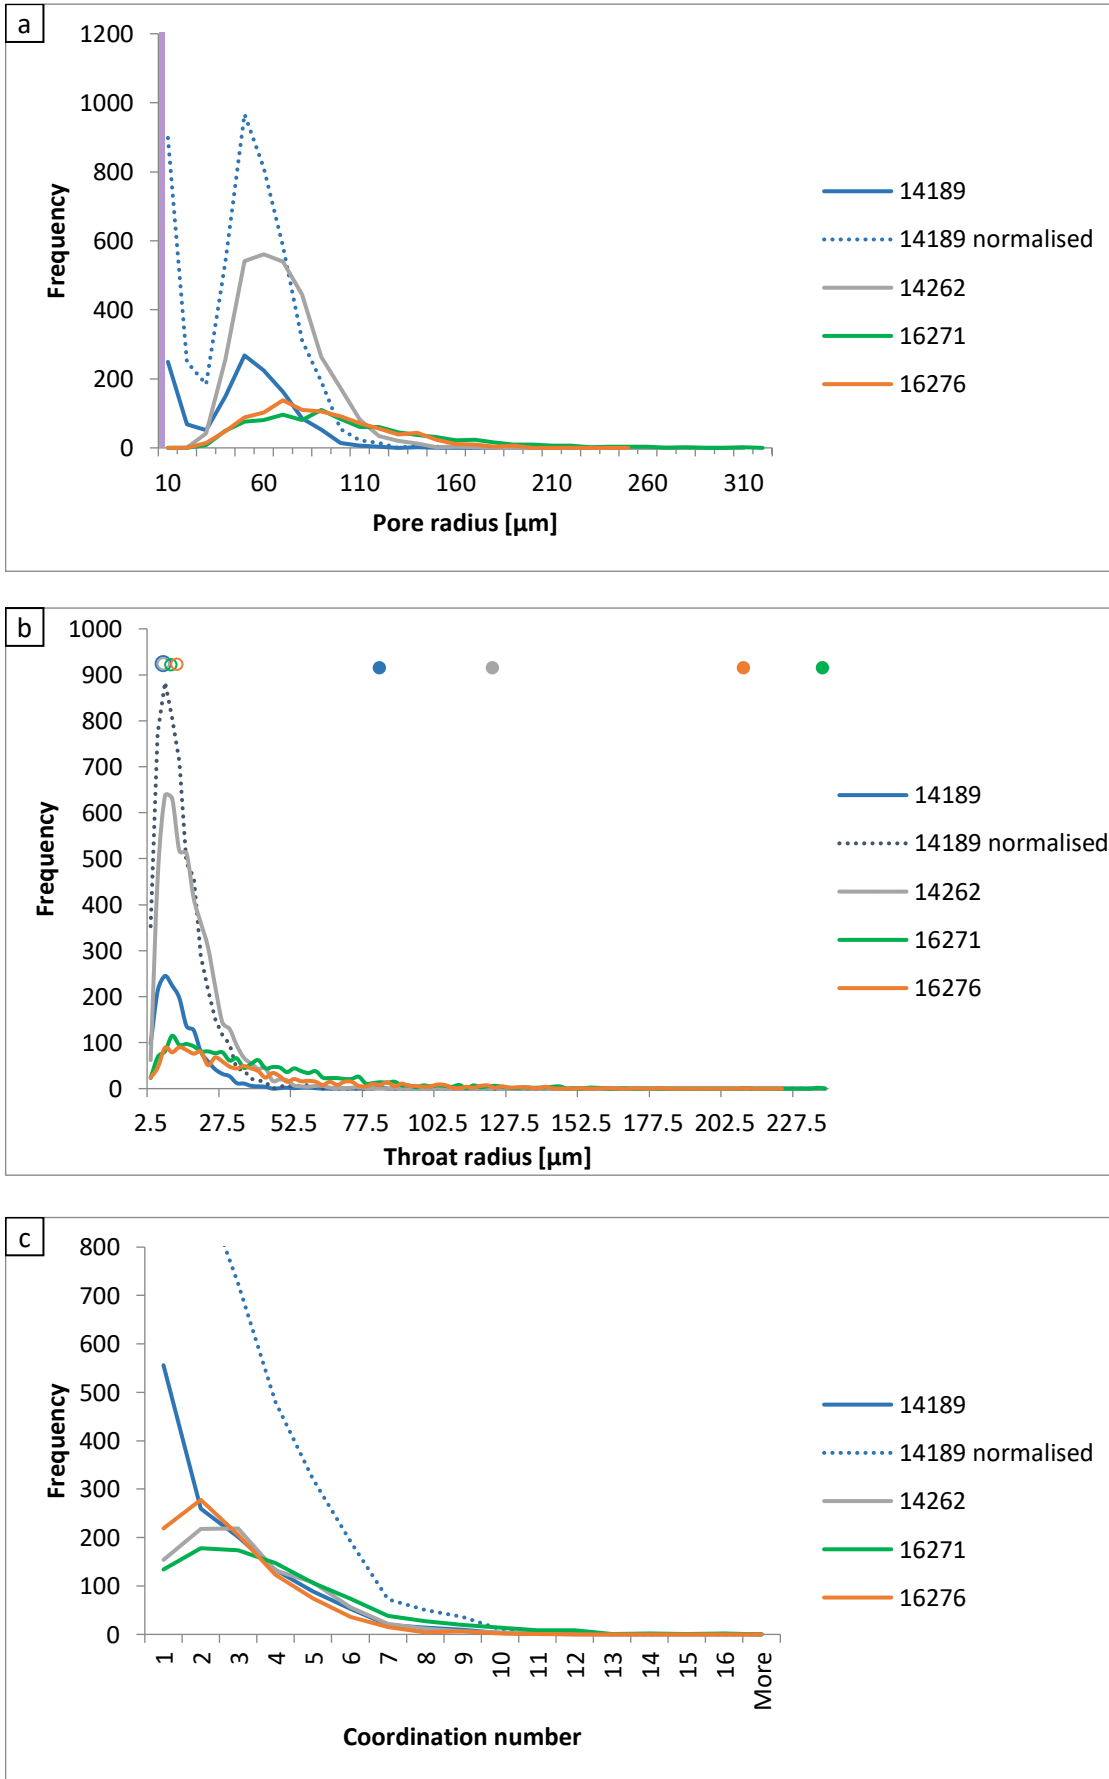 a
1200
1000
800
600
400
200
0
Frequency
10 60 110 160 210 260 310
Pore radius [µm]
14189
14189 normalised
14262
16271
16276
b
1000
900
800
700
600
500
400
300
200
100
0
Frequency
2.5 27.5 52.5 77.5 102.5 127.5 152.5 177.5 202.5 227.5
Throat radius [µm]
14189
14189 normalised
14262
16271
16276
c
800
700
600
500
400
300
200
100
0
Frequency
1 2 3 4 5 6 7 8 9 10 11 12 13 14 15 16 More
Coordination number
14189
14189 normalised
14262
16271
16276